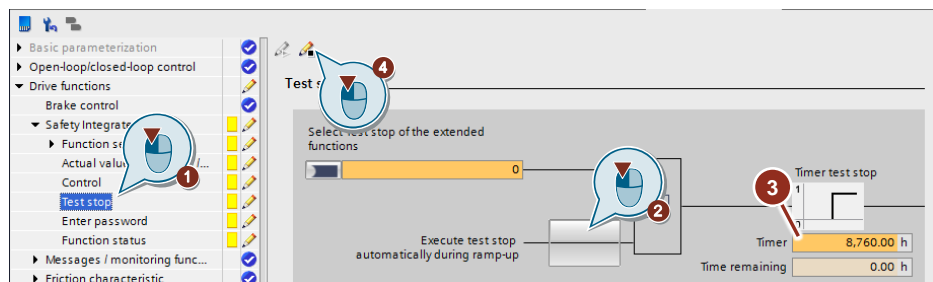 Basic parameterization
Open-loop/closed-loop control
Drive functions
Brake control
Safety Integrate
Function se
Actual valu /...
Control
Test stop
Enter password
Function status
Messages / monitoring func...
Friction characteristic
1
4
Test s
Select test stop of the extended
functions
0
2
Execute test stop
automatically during ramp-up
3
Timer test stop
1
0
Timer 8,760.00 h
Time remaining 0.00 h